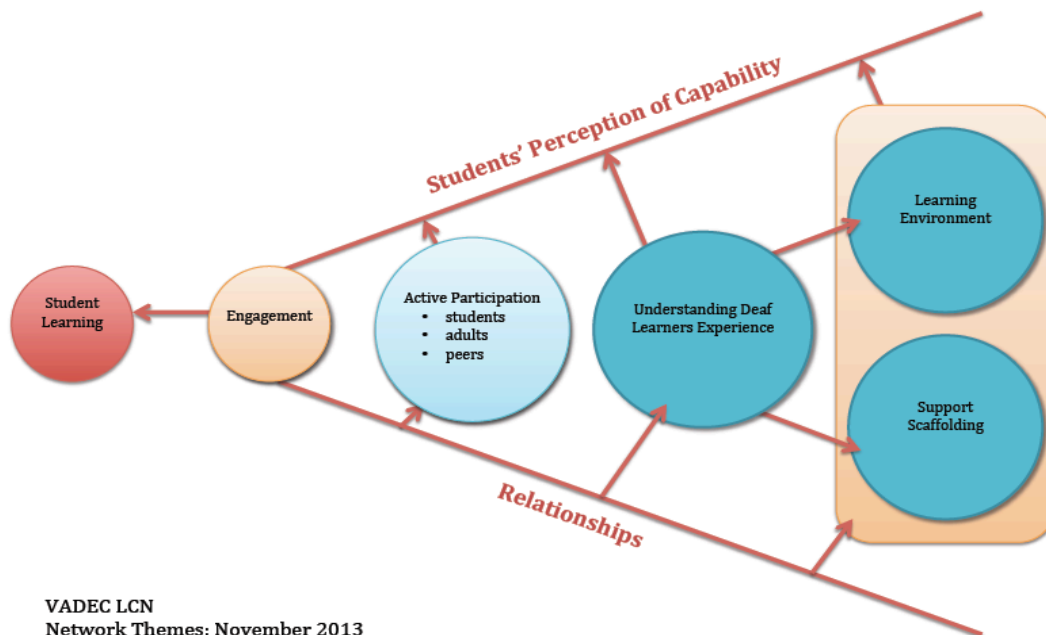 Students' Perception of Capability
Learning
Environment
Student
Learning
Engagement
Active Participation
• students
• adults
• peers
Understanding Deaf
Learners Experience
Support
Scaffolding
Relationships
VADEC LCN
Network Themes: November 2013